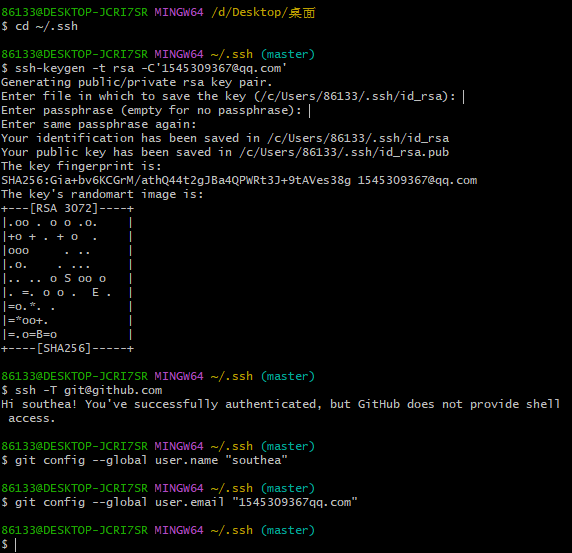 86133@DESKTOP-JCRI7SR MINGW64 /d/Desktop/桌面
$ cd ~/.ssh
86133@DESKTOP-JCRI7SR MINGW64 ~/.ssh (master)
$ ssh-keygen -t rsa -C'1545309367@qq.com'
Generating public/private rsa key pair.
Enter file in which to save the key (/c/Users/86133/.ssh/id_rsa):
Enter passphrase (empty for no passphrase):
Enter same passphrase again:
Your identification has been saved in /c/Users/86133/.ssh/id_rsa
Your public key has been saved in /c/Users/86133/.ssh/id_rsa.pub
The key fingerprint is:
SHA256:Gia+bv6KCGrM/athQ44t2gJBa4QPWRt3J+9tAVes38g 1545309367@qq.com
The key's randomart image is:
+---[RSA 3072]----+
|.oo . o o .o.    |
|+o + . + o  .    |
|ooo     . ..     |
|.o.    . ...     |
|.. .. o S oo o   |
|. =. o o .  E .  |
|=o.*. .          |
|=*oo+.           |
|=.o=B=o          |
+----[SHA256]-----+
86133@DESKTOP-JCRI7SR MINGW64 ~/.ssh (master)
$ ssh -T git@github.com
Hi southea! You've successfully authenticated, but GitHub does not provide shell
 access.
86133@DESKTOP-JCRI7SR MINGW64 ~/.ssh (master)
$ git config --global user.name "southea"
86133@DESKTOP-JCRI7SR MINGW64 ~/.ssh (master)
$ git config --global user.email "1545309367qq.com"
86133@DESKTOP-JCRI7SR MINGW64 ~/.ssh (master)
$